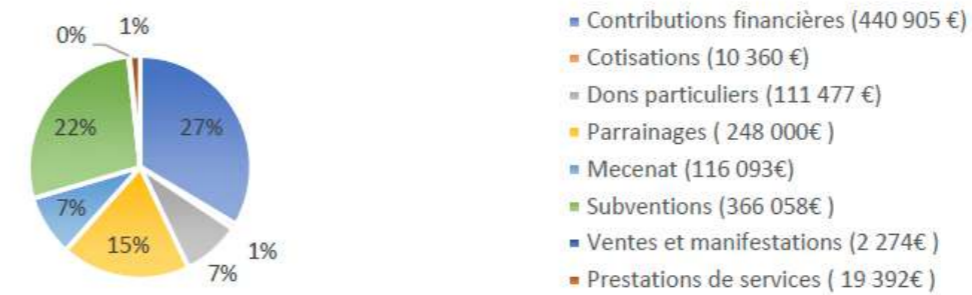 0%
1%
22%
27%
7%
15%
7%
1%
Contributions financières (440 905 €)
Cotisations (10 360 €)
Dons particuliers (111 477 €)
Parrainages ( 248 000€ )
Mecenat (116 093€)
Subventions (366 058€ )
Ventes et manifestations (2 274€ )
Prestations de services ( 19 392€ )